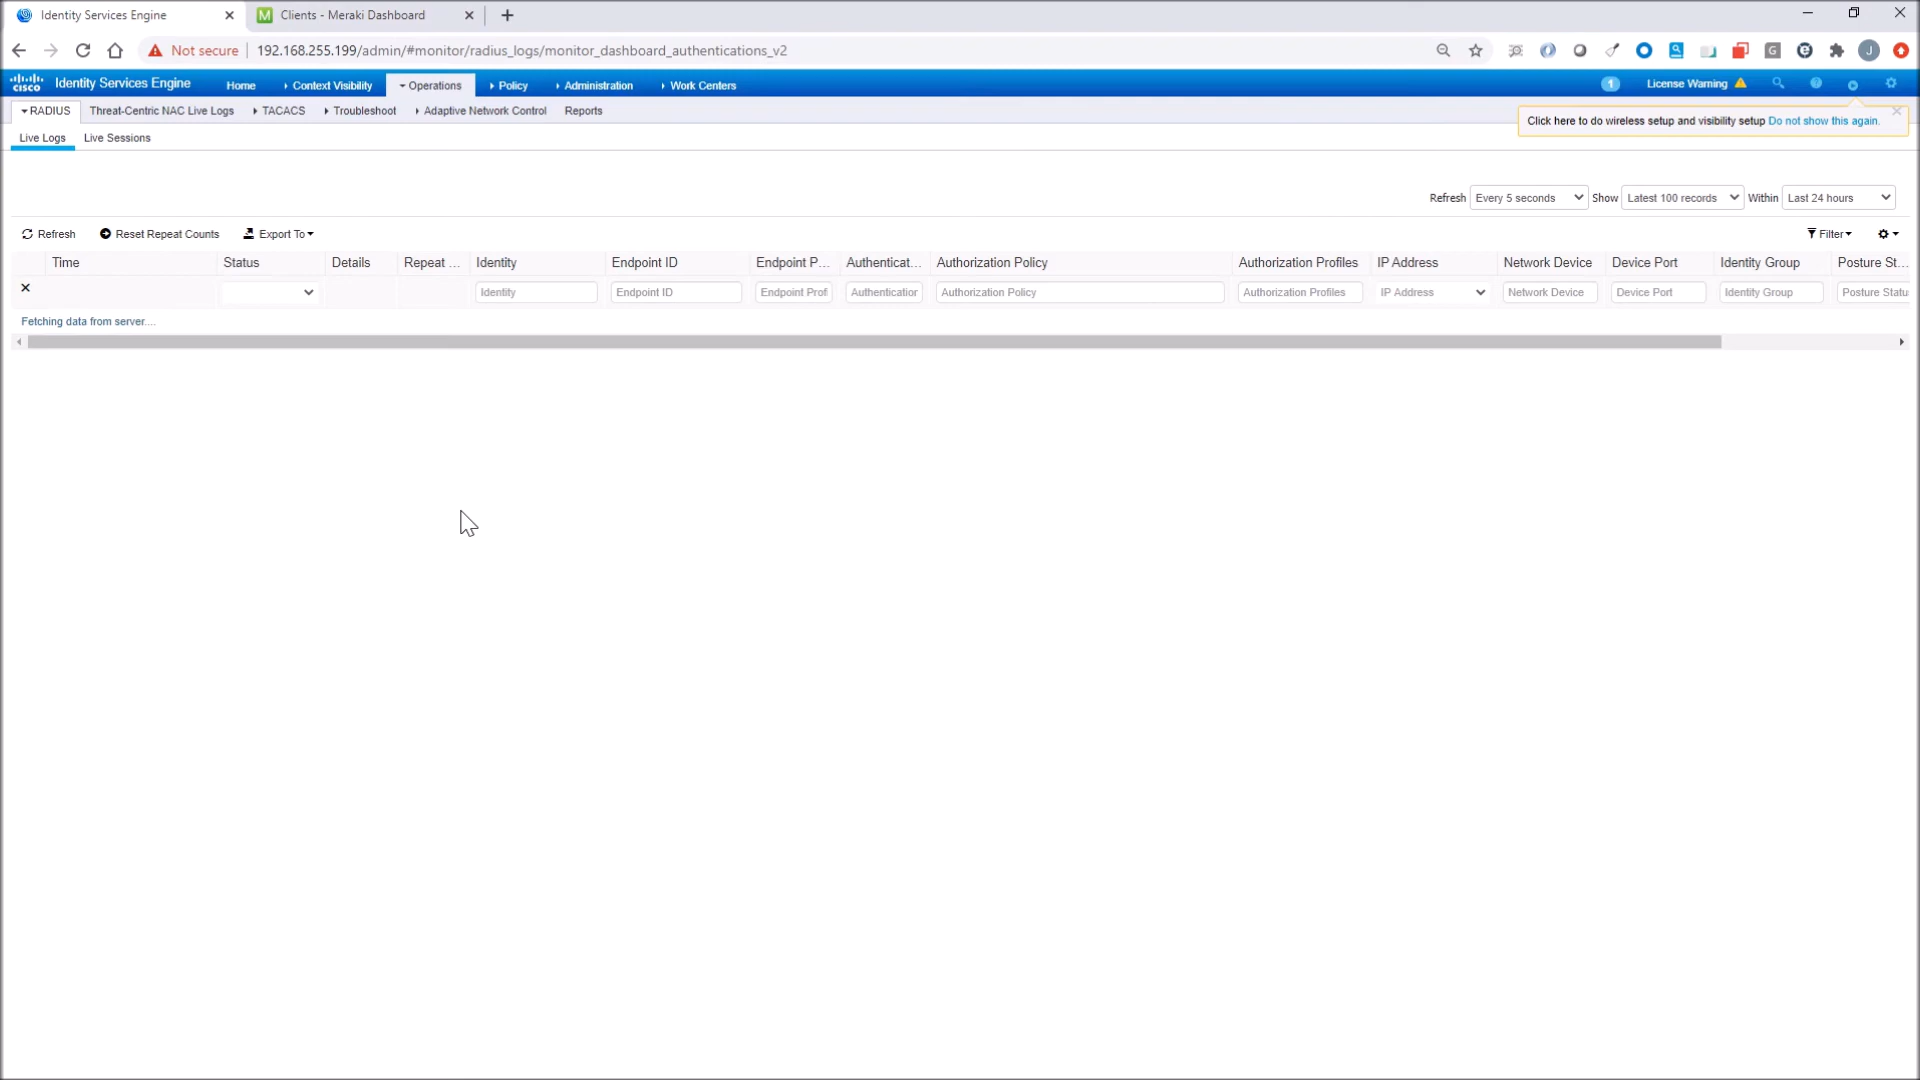 Identity Services Engine
Clients - Meraki Dashboard
Not secure 192.168.255.199/admin/#monitor/radius_logs/monitor_dashboard_authentications_v2
G J
cisco Identity Services Engine Home Context Visibility Operations Policy Administration Work Centers 1 License Warning
RADIUS Threat-Centric NAC Live Logs TACACS Troubleshoot Adaptive Network Control Reports
Click here to do wireless setup and visibility setup Do not show this again.
Live Logs Live Sessions
Refresh Every 5 seconds Show Latest 100 records Within Last 24 hours
Refresh Reset Repeat Counts Export To Filter
Time Status Details Repeat ... Identity Endpoint ID Endpoint P... Authenticat... Authorization Policy Authorization Profiles IP Address Network Device Device Port Identity Group Posture St...
Identity Endpoint ID Endpoint Prof Authentication Authorization Policy Authorization Profiles IP Address Network Device Device Port Identity Group Posture Statu
Fetching data from server....